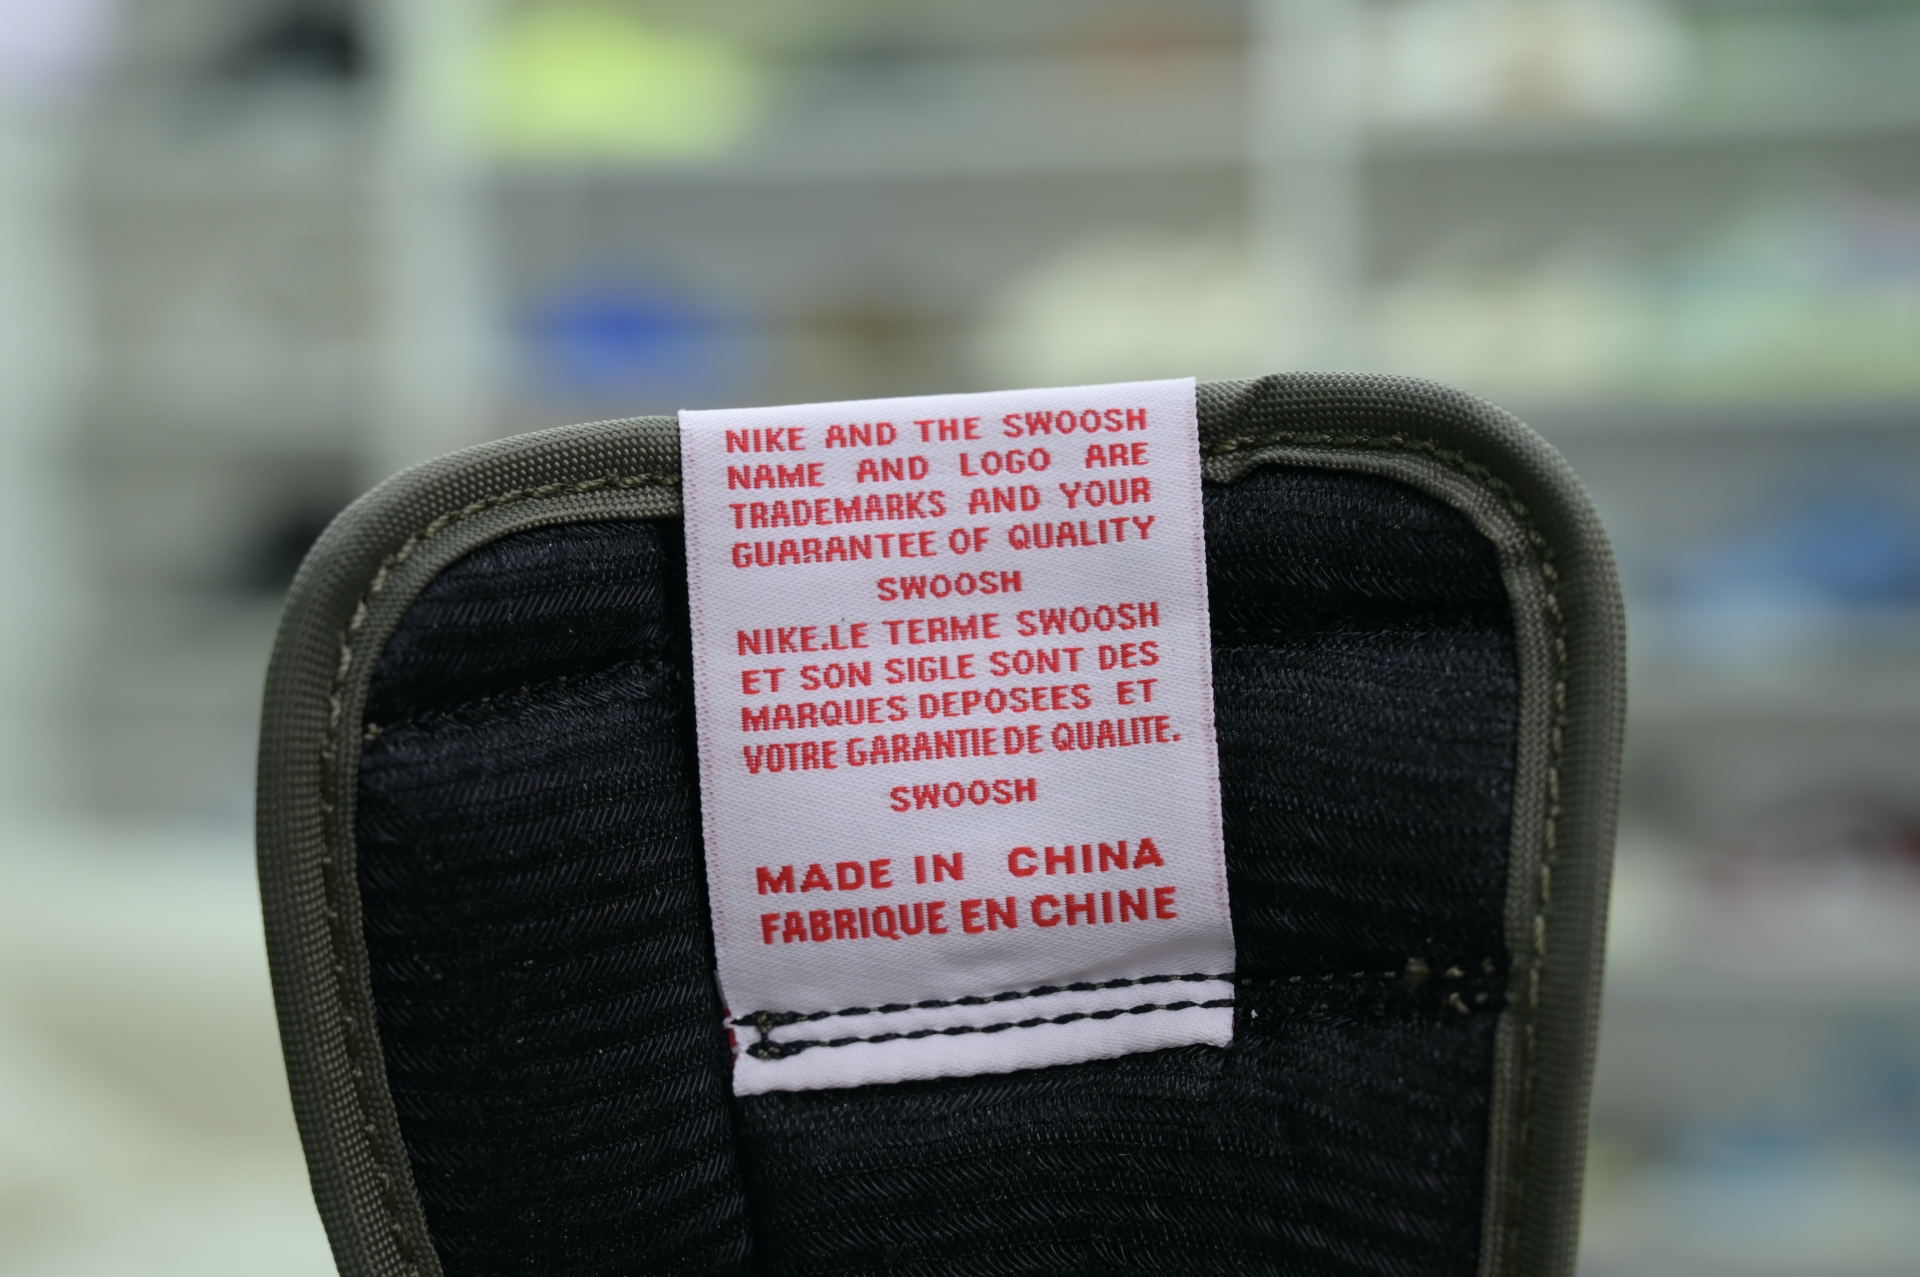 NIKE AND THE SWOOSH
NAME AND LOGO ARE
TRADEMARKS AND YOUR
GUARANTEE OF QUALITY
SWOOSH
NIKE.LE TERME SWOOSH
ET SON SIGLE SONT DES
MARQUES DEPOSEES ET
VOTRE GARANTIE DE QUALITE.
SWOOSH
MADE IN CHINA
FABRIQUE EN CHINE